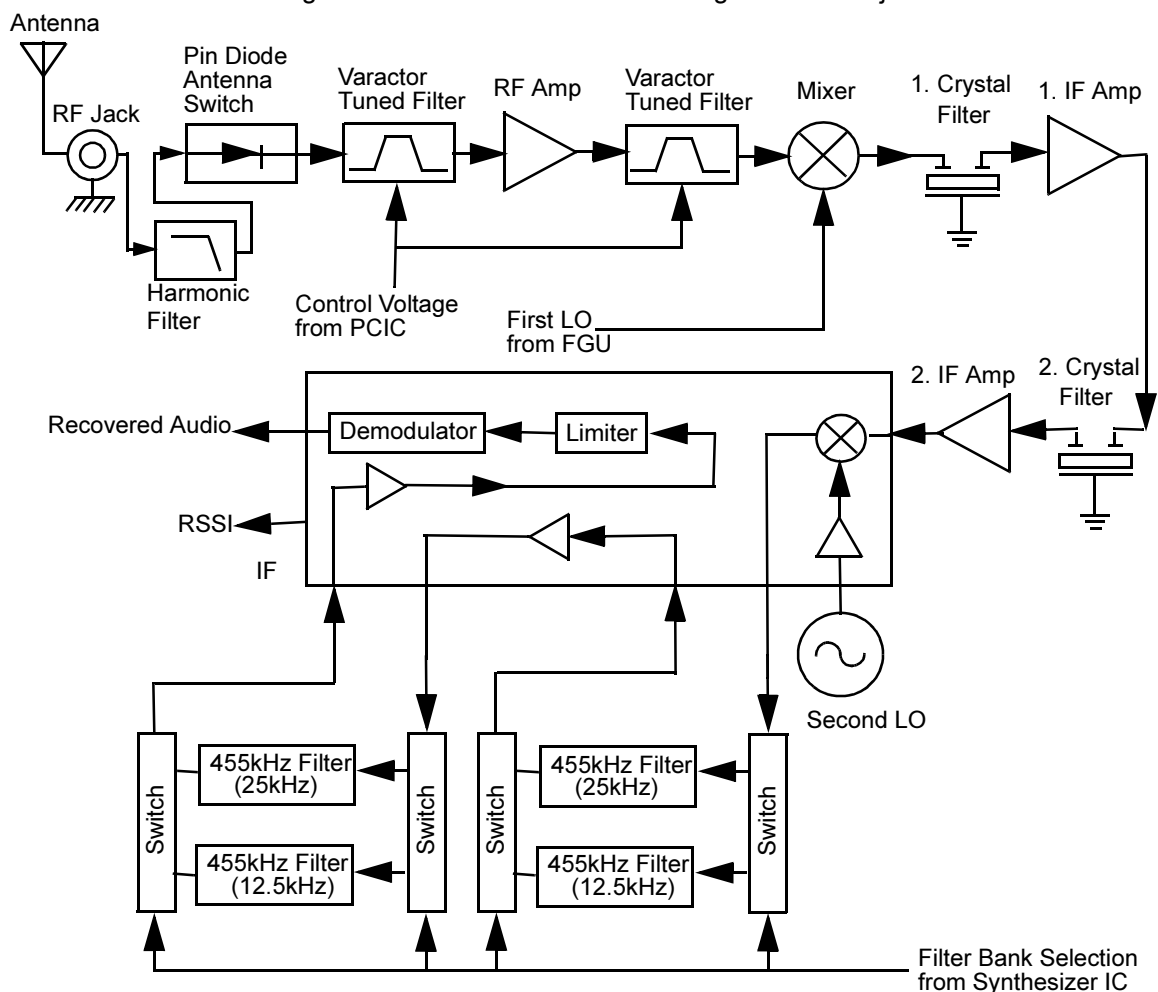 Antenna
RF Jack
Pin Diode
Antenna
Switch
Harmonic
Filter
Varactor
Tuned Filter
RF Amp
Varactor
Tuned Filter
Mixer
1. Crystal
Filter
1. IF Amp
Control Voltage
from PCIC
First LO
from FGU
2. Crystal
Filter
2. IF Amp
Recovered Audio
Demodulator
Limiter
RSSI
IF
Second LO
Switch
455kHz Filter
(25kHz)
455kHz Filter
(12.5kHz)
Switch
Switch
455kHz Filter
(25kHz)
455kHz Filter
(12.5kHz)
Switch
Filter Bank Selection
from Synthesizer IC